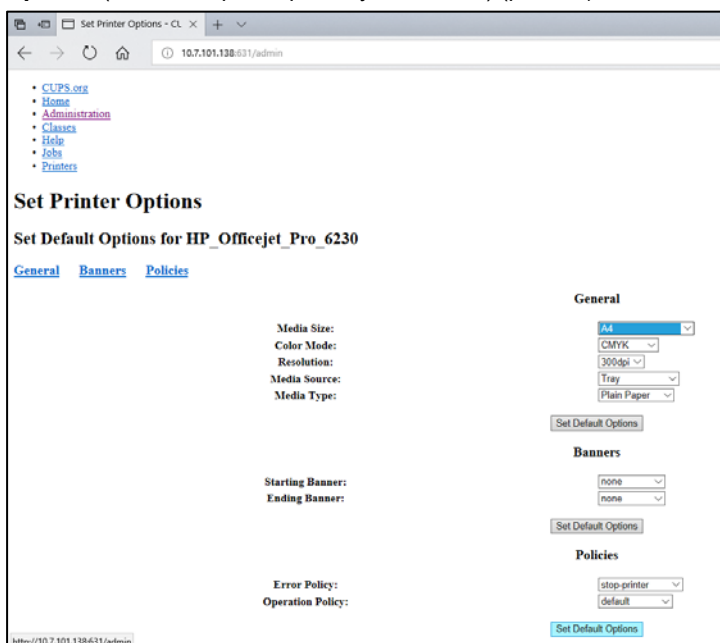 Set Printer Options - CL
10.7.101.138:631/admin
CUPS.org
Home
Administration
Classes
Help
Jobs
Printers
Set Printer Options
Set Default Options for HP_Officejet_Pro_6230
General Banners Policies
General
Media Size: A4
Color Mode: CMYK
Resolution: 300dpi
Media Source: Tray
Media Type: Plain Paper
Set Default Options
Banners
Starting Banner: none
Ending Banner: none
Set Default Options
Policies
Error Policy: stop-printer
Operation Policy: default
Set Default Options
http://10.7.101.138:631/admin